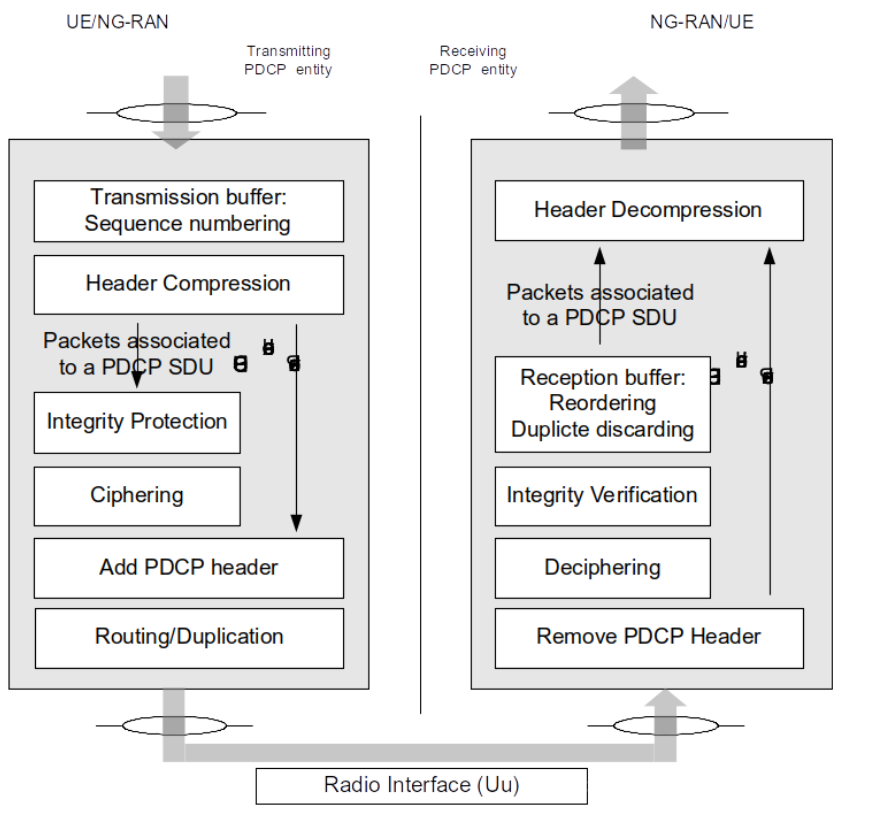 UE/NG-RAN
NG-RAN/UE
Transmitting
PDCP entity
Receiving
PDCP entity
Transmission buffer:
Sequence numbering
Header Compression
Packets associated
to a PDCP SDU
Integrity Protection
Ciphering
Add PDCP header
Routing/Duplication
Header Decompression
Packets associated
to a PDCP SDU
Reception buffer:
Reordering
Duplicte discarding
Integrity Verification
Deciphering
Remove PDCP Header
Radio Interface (Uu)